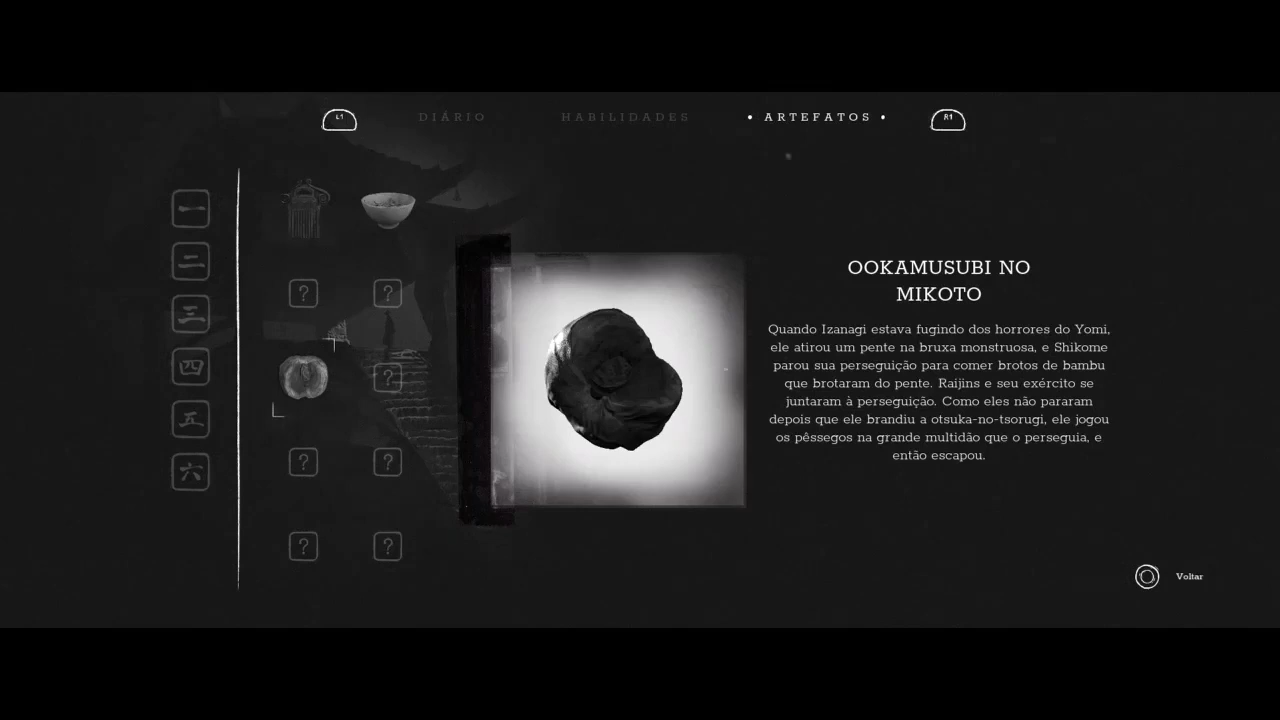 L1
DIÁRIO
HABILIDADES
• ARTEFATOS •
R1
一
二
三
四
五
六
?
?
?
?
?
?
?
OOKAMUSUBI NO
MIKOTO
Quando Izanagi estava fugindo dos horrores do Yomi,
ele atirou um pente na bruxa monstruosa, e Shikome
parou sua perseguição para comer brotos de bambu
que brotaram do pente. Raijins e seu exército se
juntaram à perseguição. Como eles não pararam
depois que ele brandiu a otsuka-no-tsorugi, ele jogou
os pêssegos na grande multidão que o perseguia, e
então escapou.
Voltar